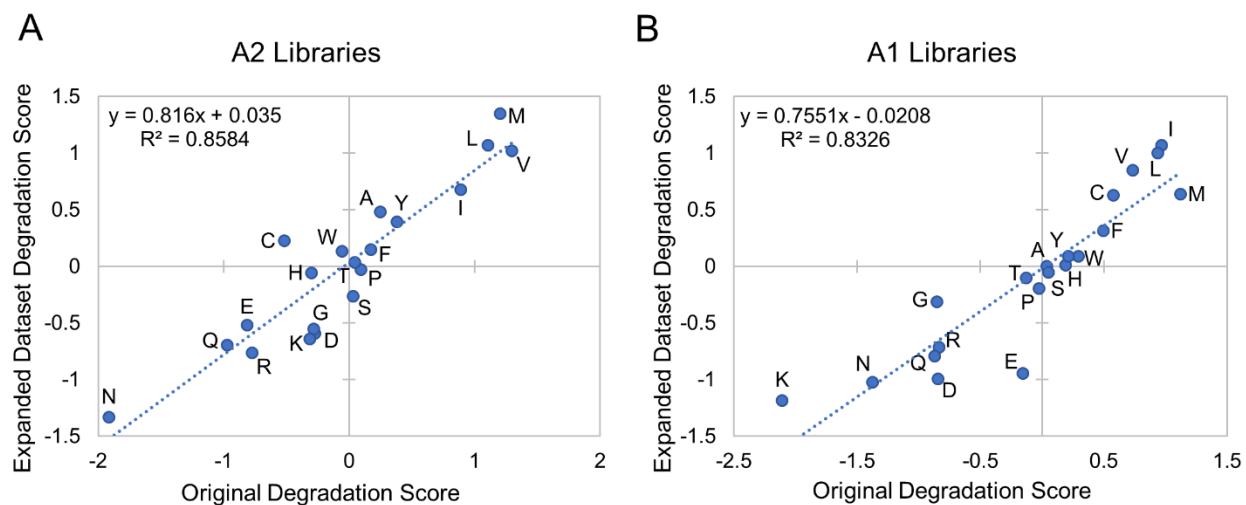 A
A2 Libraries
y = 0.816x + 0.035
R² = 0.8584
Expanded Dataset Degradation Score
1.5
1
0.5
0
-0.5
-1
-1.5
M
L
V
I
A
Y
W
C
F
H
T
P
S
E
G
Q
K
D
R
N
-2
-1
0
1
2
Original Degradation Score
B
A1 Libraries
y = 0.7551x - 0.0208
R² = 0.8326
Expanded Dataset Degradation Score
1.5
1
0.5
0
-0.5
-1
-1.5
I
V
L
C
M
F
A
Y
W
T
H
P
S
G
R
N
Q
E
K
D
-2.5
-1.5
-0.5
0.5
1.5
Original Degradation Score